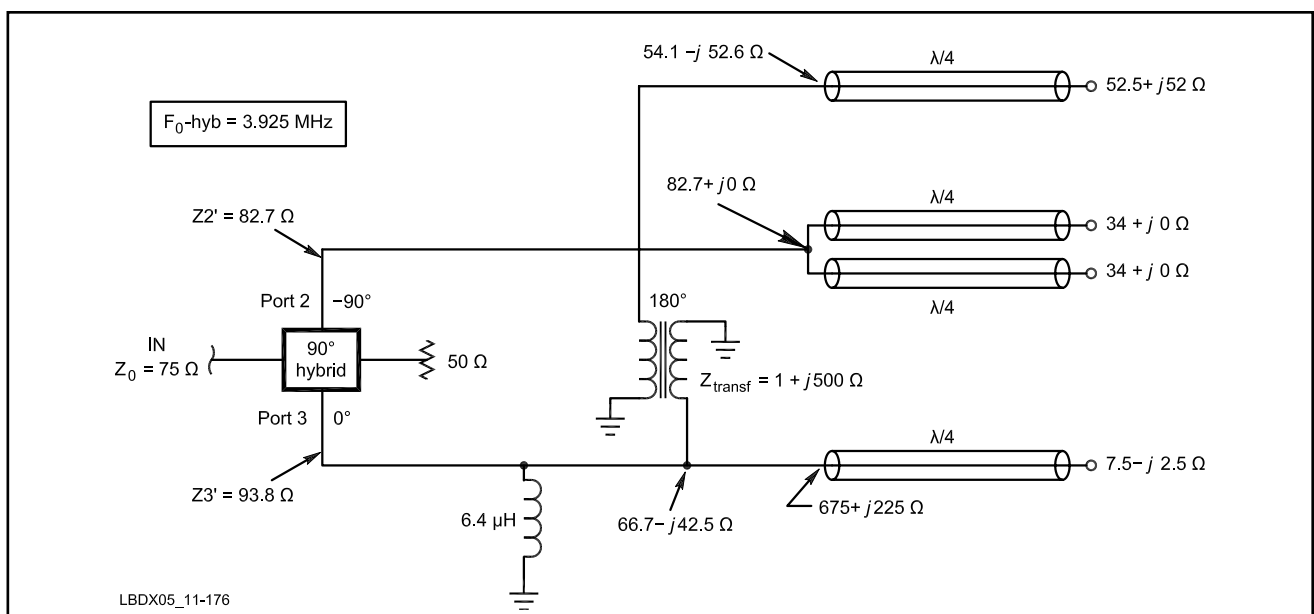 54.1 −j 52.6 Ω
λ/4
52.5+ j52 Ω
F0-hyb = 3.925 MHz
82.7+ j0 Ω
λ/4
Z2' = 82.7 Ω
34 + j 0 Ω
34 + j 0 Ω
Port 2 −90°
180°
λ/4
IN
Z0 = 75 Ω
90°
hybrid
50 Ω
Ztransf = 1 + j500 Ω
Port 3 0°
λ/4
7.5− j 2.5 Ω
Z3' = 93.8 Ω
6.4 µH
66.7− j42.5 Ω
675+ j225 Ω
LBDX05_11-176